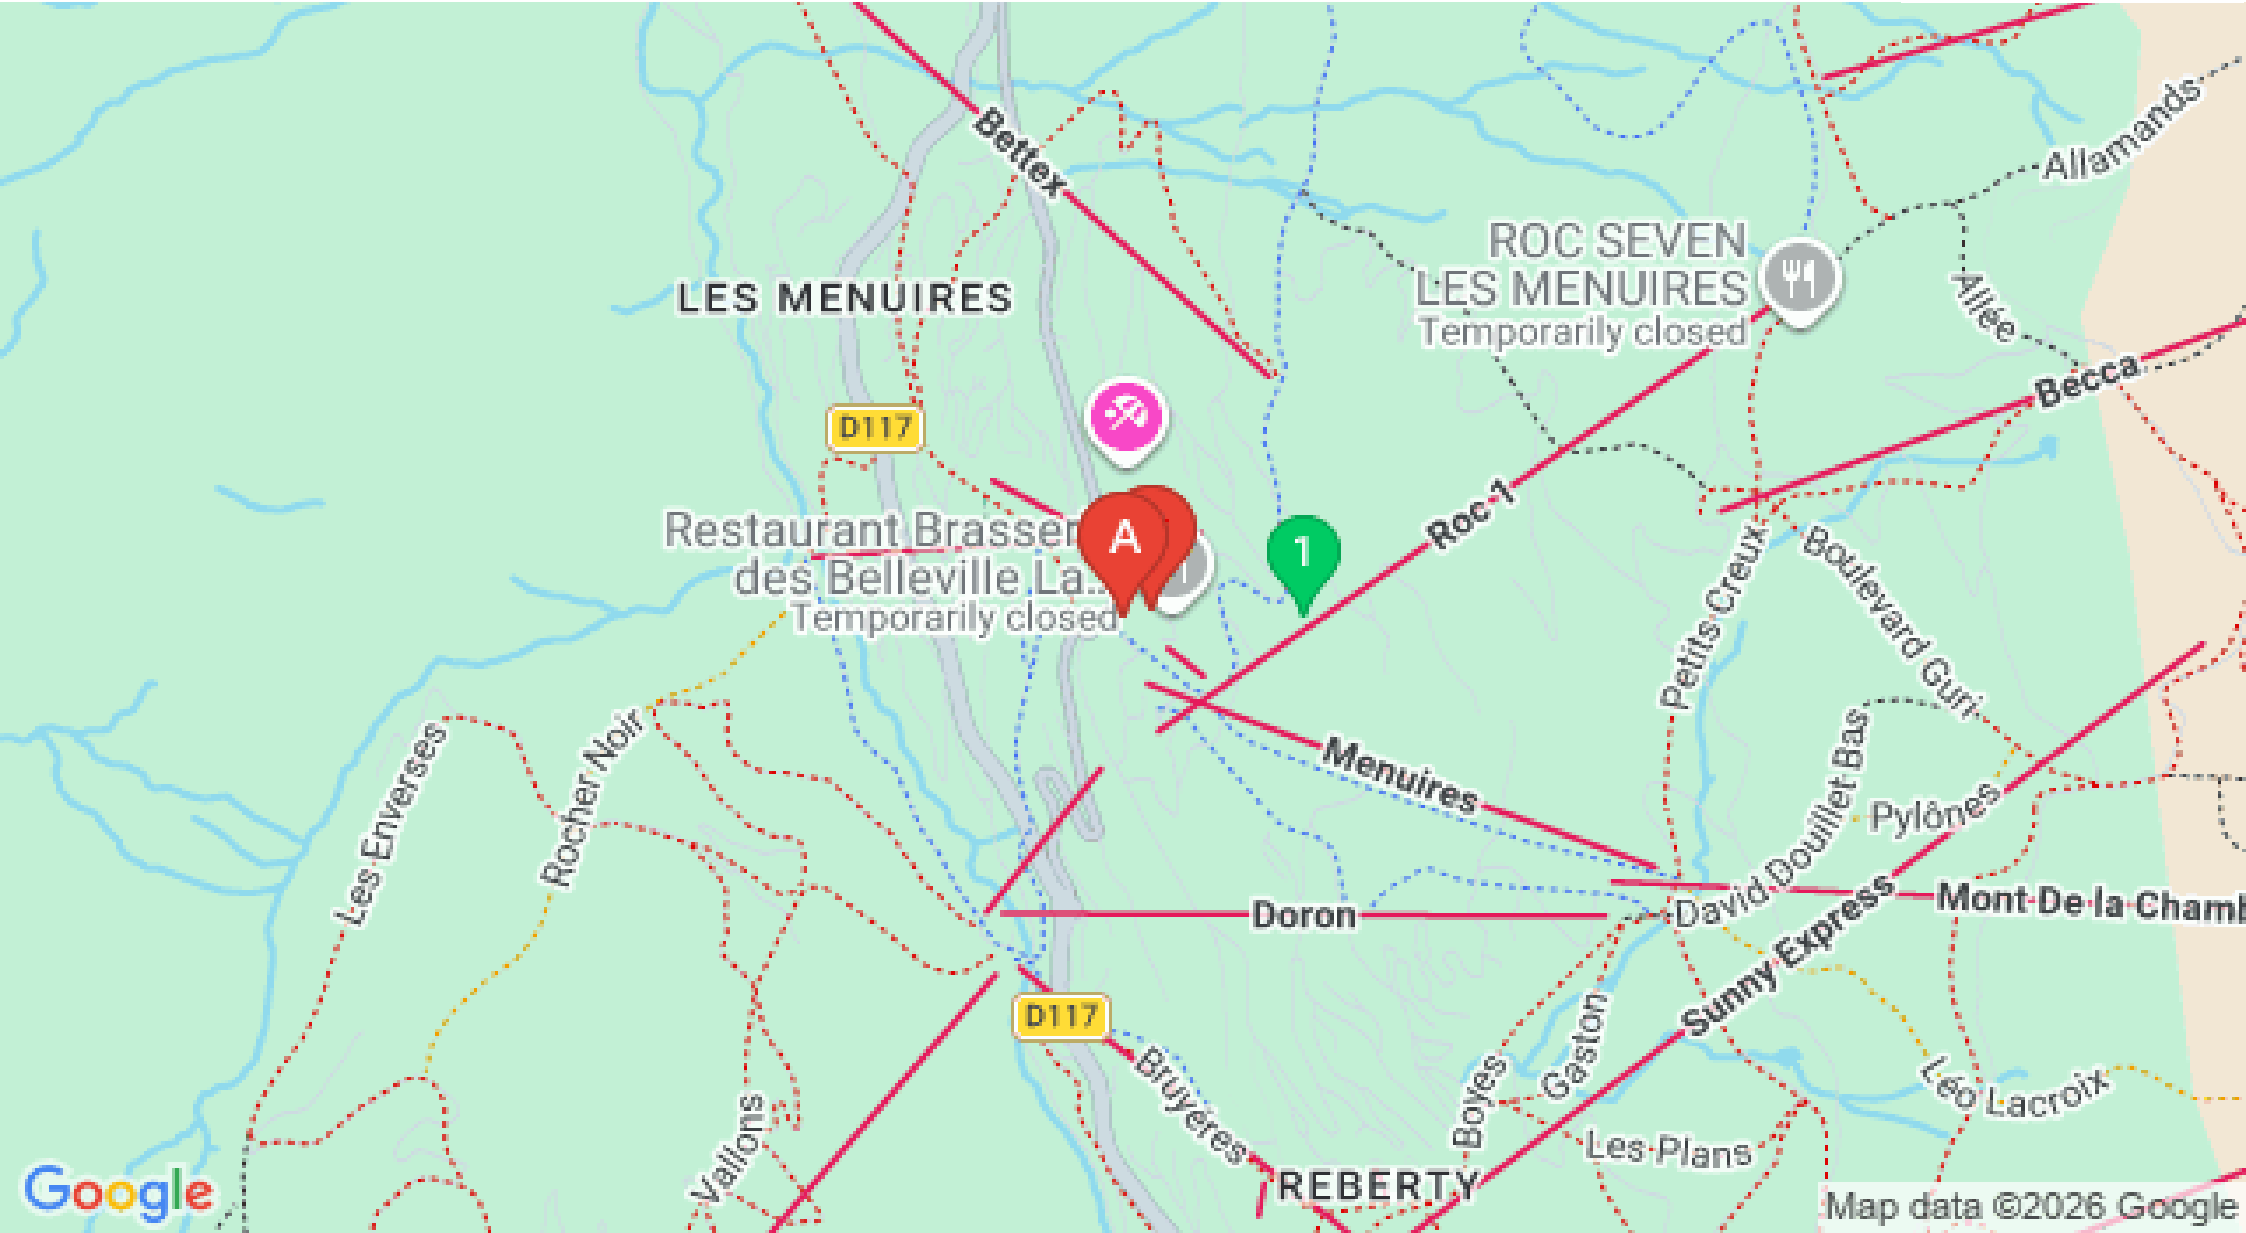 Bettex
Allamands
ROC SEVEN
LES MENUIRES
Temporarily closed
LES MENUIRES
Allée
Becca
D117
Roc 1
Restaurant Brasser
des Belleville La...
Temporarily closed
A
1
Petits Creux
Boulevard Guri
Les Enverses
Rocher Noir
Menuires
David Douillet Bas
Pylônes
Doron
Mont De la Chamb
Sunny Express
D117
Bruyères
Gaston
Boyes
Léo Lacroix
Les Plans
Vallons
REBERTY
Google
Map data ©2026 Google